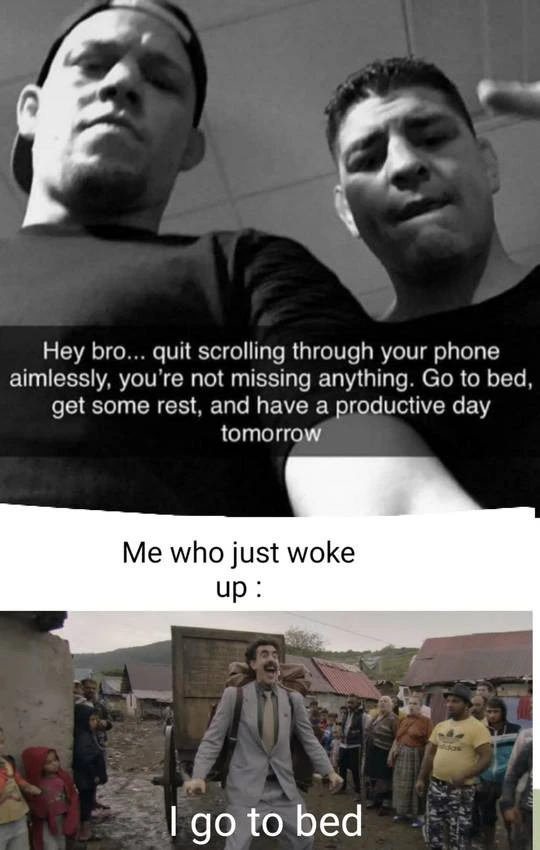 Hey bro... quit scrolling through your phone
aimlessly, you're not missing anything. Go to bed,
get some rest, and have a productive day
tomorrow
Me who just woke
up :
adidas
I go to bed